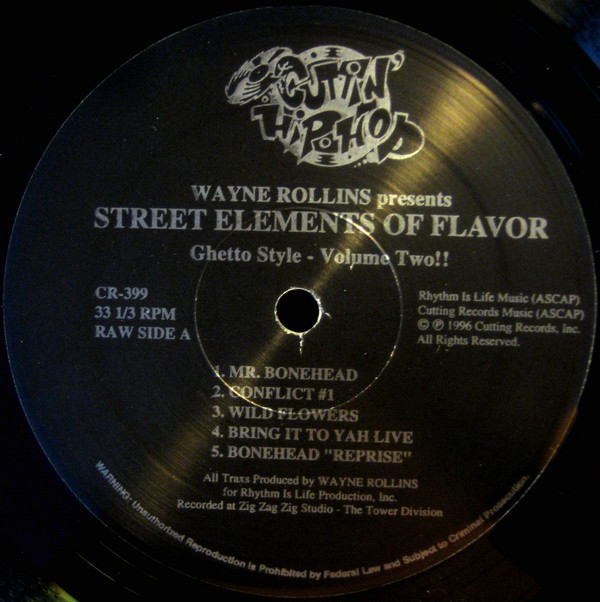 CUTTIN'
HIP HOP
WAYNE ROLLINS presents
STREET ELEMENTS OF FLAVOR
Ghetto Style - Volume Two!!
CR-399
33 1/3 RPM
RAW SIDE A
Rhythm Is Life Music (ASCAP)
Cutting Records Music (ASCAP)
© ℗ 1996 Cutting Records, Inc.
All Rights Reserved.
1. MR. BONEHEAD
2. CONFLICT #1
3. WILD FLOWERS
4. BRING IT TO YAH LIVE
5. BONEHEAD "REPRISE"
All Traxs Produced by WAYNE ROLLINS
for Rhythm Is Life Production, Inc.
Recorded at Zig Zag Zig Studio - The Tower Division
WARNING: Unauthorized Reproduction is Prohibited by Federal Law and Subject to Criminal Prosecution.